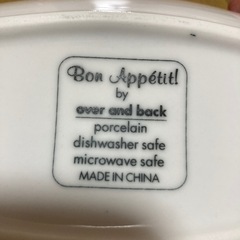 Bon Appétit!
by
over and back
porcelain
dishwasher safe
microwave safe
MADE IN CHINA